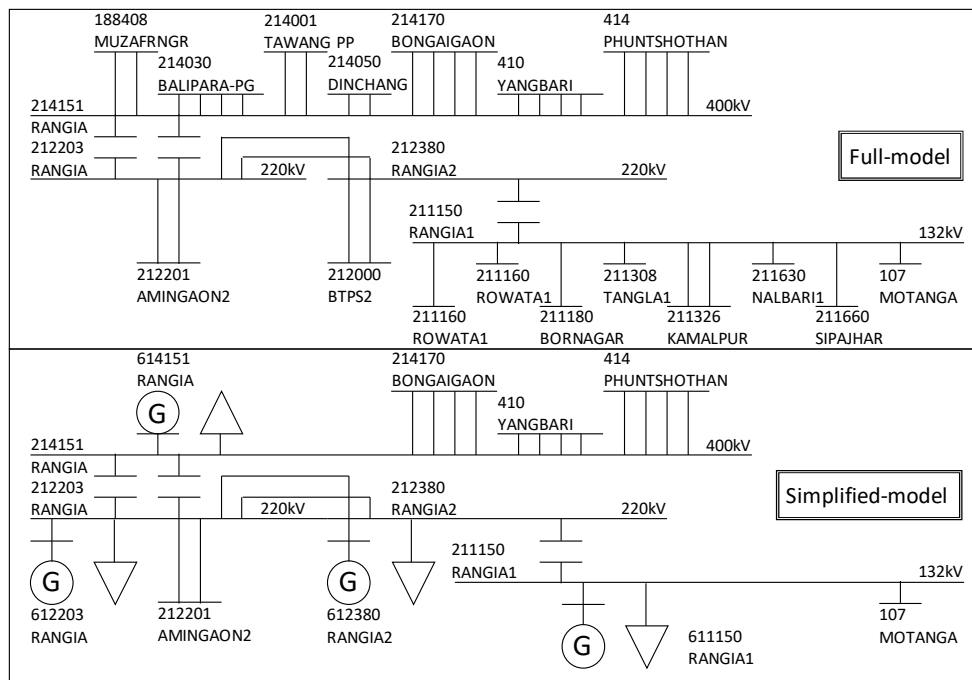 188408
MUZAFRNGR
214030
BALIPARA-PG
214001
TAWANG PP
214050
DINCHANG
214170
BONGAIGAON
410
YANGBARI
414
PHUNTSHOTHAN
214151
RANGIA
400kV
212203
RANGIA
220kV
212380
RANGIA2
220kV
Full-model
211150
RANGIA1
132kV
212201
AMINGAON2
212000
BTPS2
211160
ROWATA1
211308
TANGLA1
211630
NALBARI1
107
MOTANGA
211160
ROWATA1
211180
BORNAGAR
211326
KAMALPUR
211660
SIPAJHAR
614151
RANGIA
G
214170
BONGAIGAON
410
YANGBARI
414
PHUNTSHOTHAN
214151
RANGIA
400kV
212203
RANGIA
220kV
212380
RANGIA2
220kV
Simplified-model
211150
RANGIA1
132kV
G
612203
RANGIA
212201
AMINGAON2
G
612380
RANGIA2
G
611150
RANGIA1
107
MOTANGA